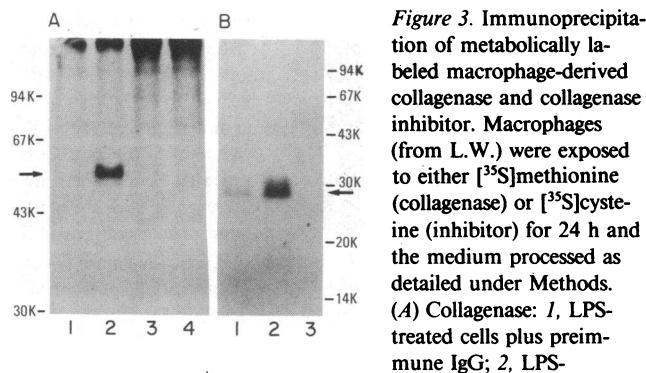 A
B
94K–
67K–
43K–
30K–
–94K
–67K
–43K
–30K
–20K
–14K
1 2 3 4
1 2 3
Figure 3. Immunoprecipita-
tion of metabolically la-
beled macrophage-derived
collagenase and collagenase
inhibitor. Macrophages
(from L.W.) were exposed
to either [³⁵S]methionine
(collagenase) or [³⁵S]cyste-
ine (inhibitor) for 24 h and
the medium processed as
detailed under Methods.
(A) Collagenase: 1, LPS-
treated cells plus preim-
mune IgG; 2, LPS-